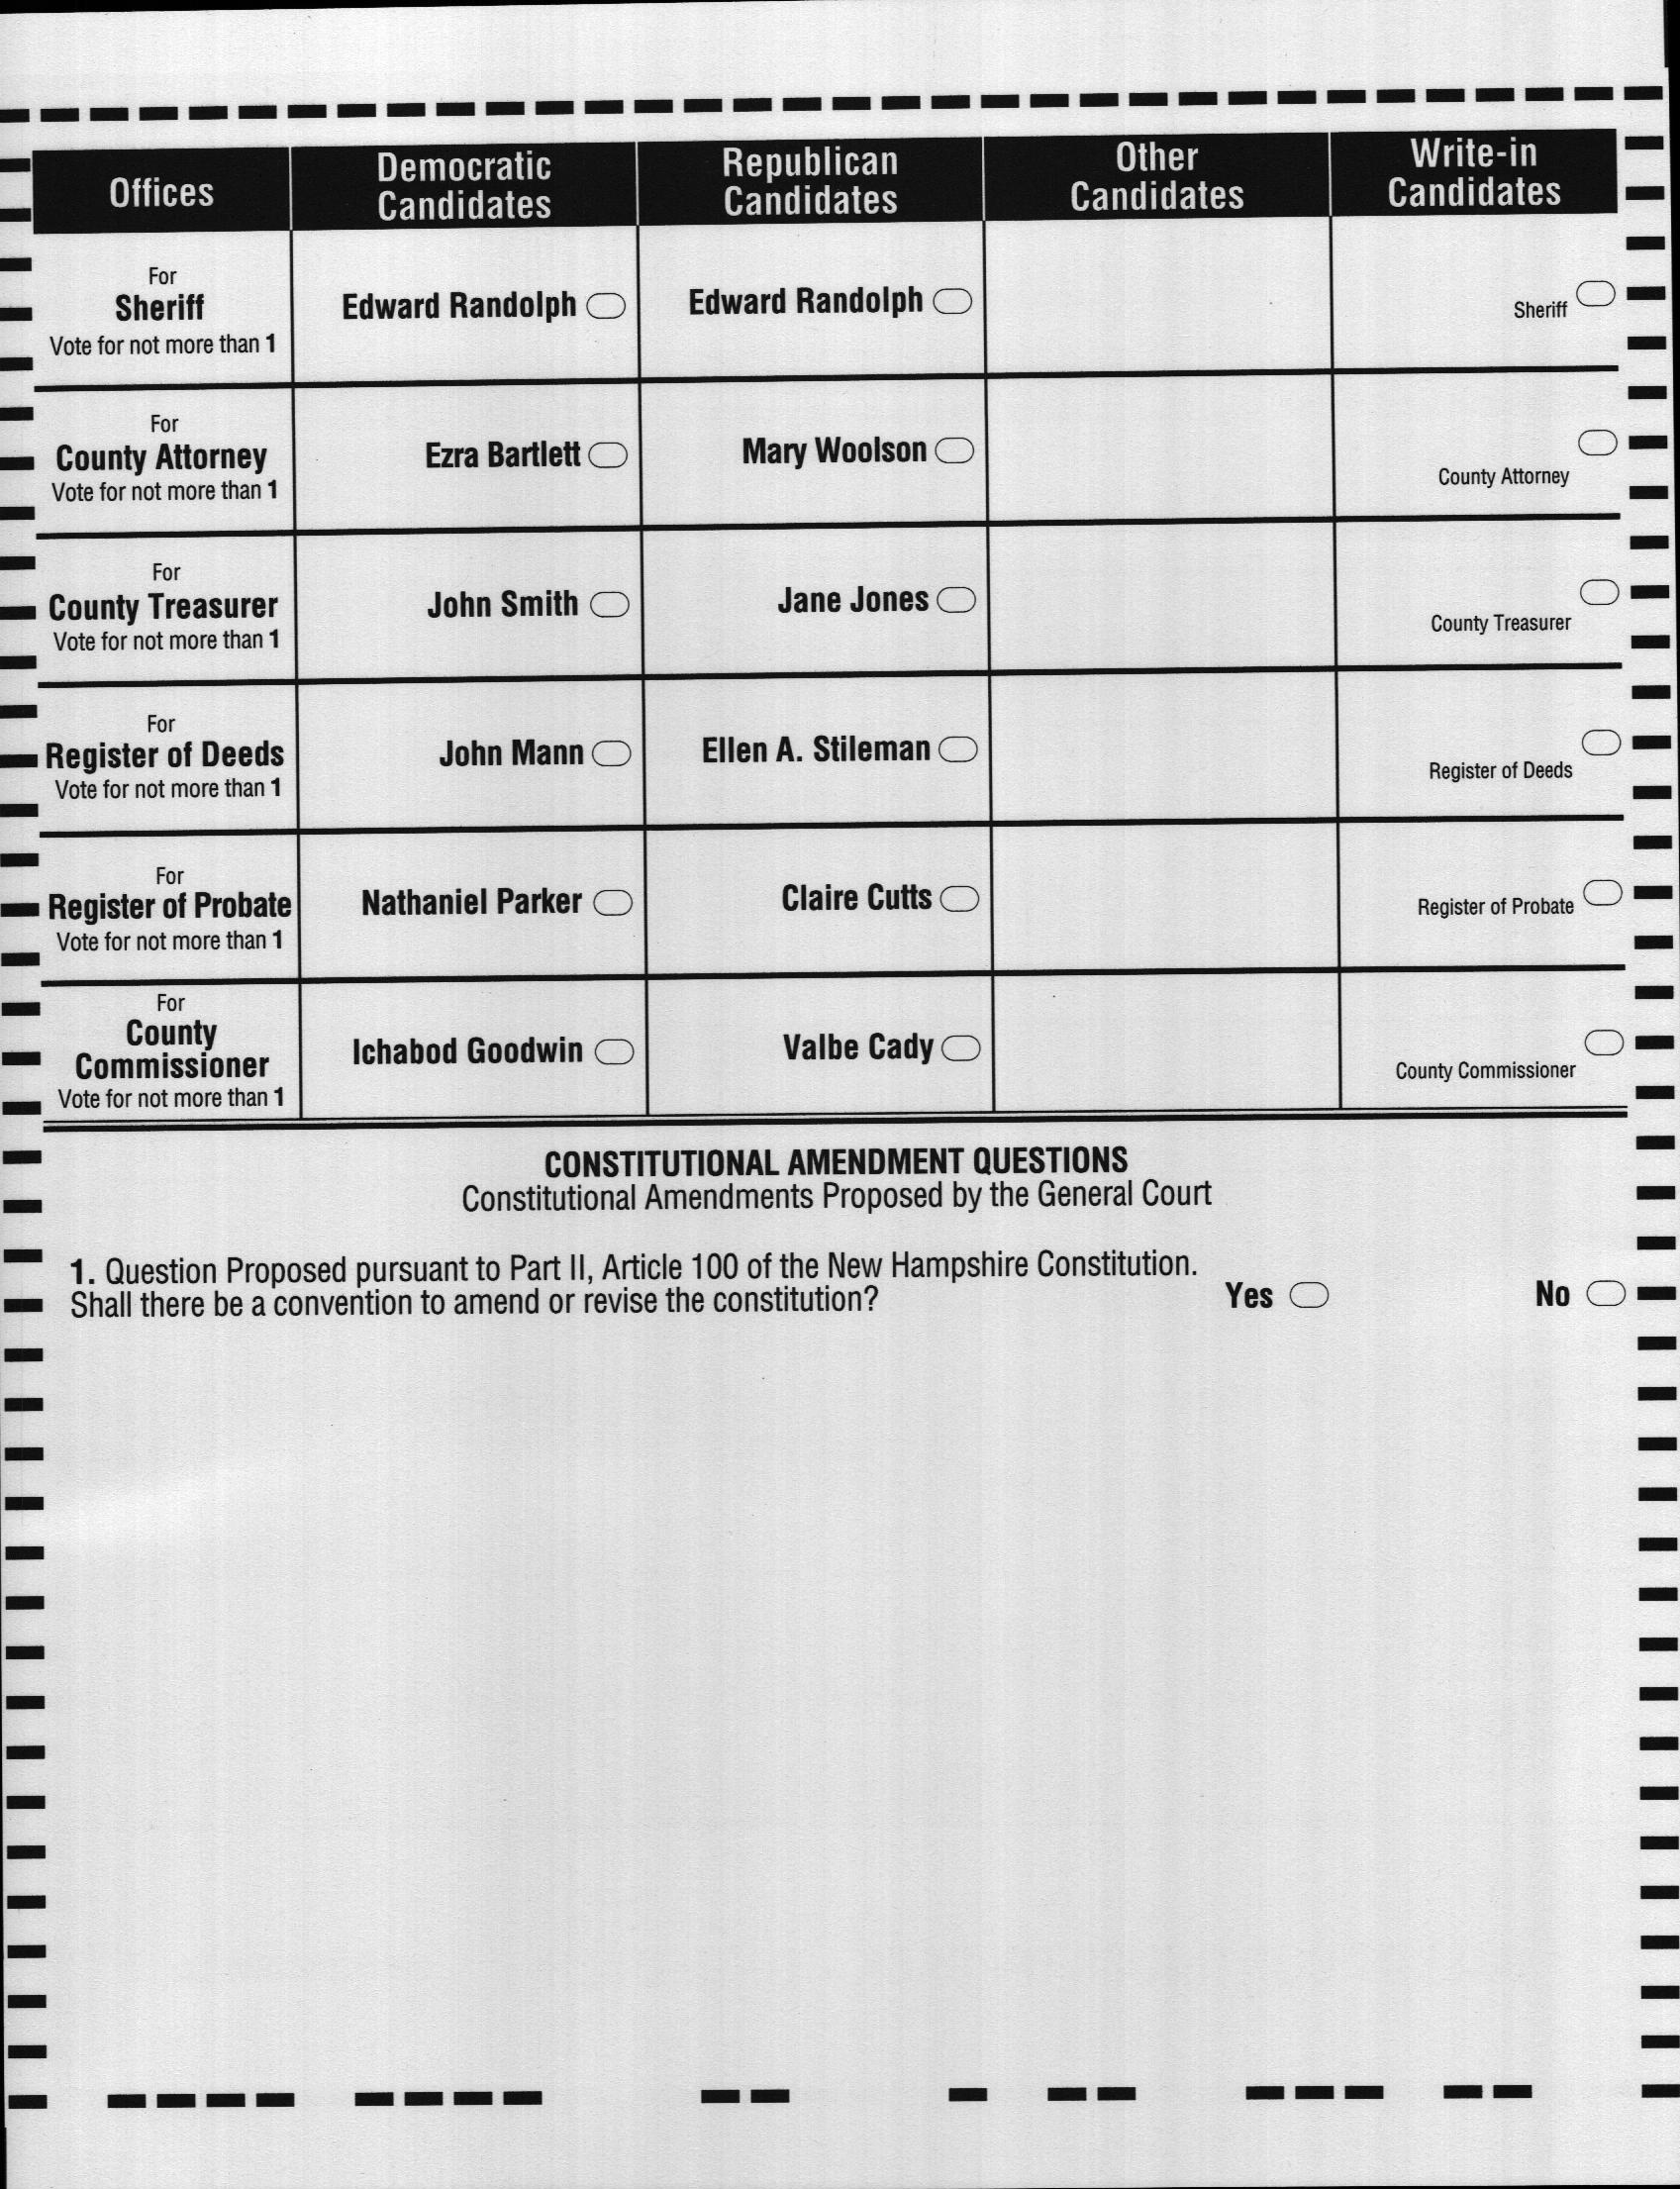 Offices
Democratic Candidates
Republican Candidates
Other Candidates
Write-in Candidates
For
Sheriff
Vote for not more than 1
Edward Randolph
Edward Randolph
Sheriff
For
County Attorney
Vote for not more than 1
Ezra Bartlett
Mary Woolson
County Attorney
For
County Treasurer
Vote for not more than 1
John Smith
Jane Jones
County Treasurer
For
Register of Deeds
Vote for not more than 1
John Mann
Ellen A. Stileman
Register of Deeds
For
Register of Probate
Vote for not more than 1
Nathaniel Parker
Claire Cutts
Register of Probate
For
County
Commissioner
Vote for not more than 1
Ichabod Goodwin
Valbe Cady
County Commissioner
CONSTITUTIONAL AMENDMENT QUESTIONS
Constitutional Amendments Proposed by the General Court
1. Question Proposed pursuant to Part II, Article 100 of the New Hampshire Constitution.
Shall there be a convention to amend or revise the constitution?
Yes
No